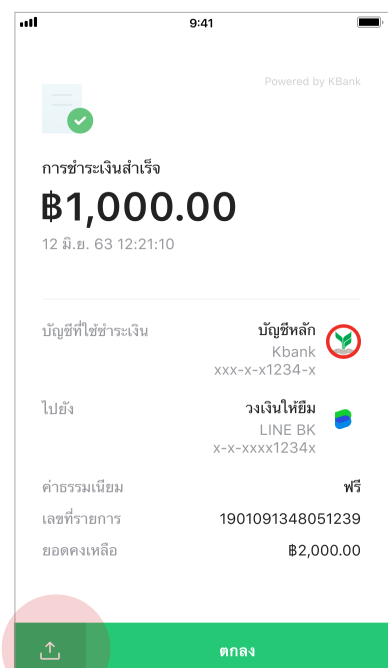 9:41
Powered by KBank
การชำระเงินสำเร็จ
฿1,000.00
12 มิ.ย. 63 12:21:10
บัญชีที่ใช้ชำระเงิน บัญชีหลัก
Kbank
xxx-x-x1234-x
ไปยัง วงเงินให้ยืม
LINE BK
x-x-xxxx1234x
ค่าธรรมเนียม ฟรี
เลขที่รายการ 1901091348051239
ยอดคงเหลือ ฿2,000.00
ตกลง